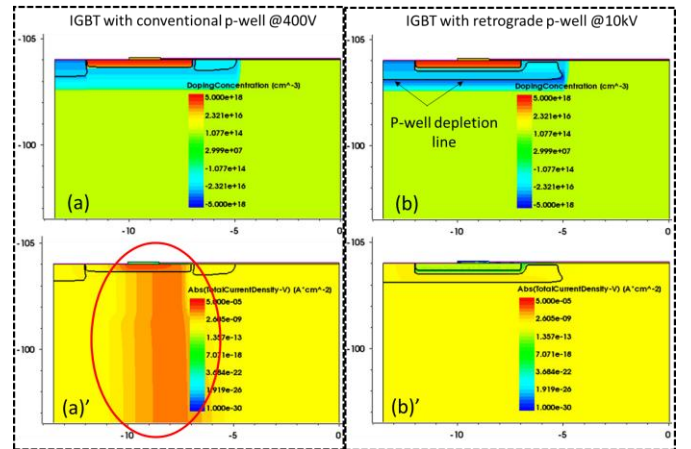 IGBT with conventional p-well @400V
IGBT with retrograde p-well @10kV
-105
-100
DopingConcentration (cm^-3)
5.000e+18
2.321e+16
1.077e+14
2.999e+07
-1.077e+14
-2.321e+16
-5.000e+18
(a)
-10
-5
0
-105
-100
P-well depletion
line
DopingConcentration (cm^-3)
5.000e+18
2.321e+16
1.077e+14
2.999e+07
-1.077e+14
-2.321e+16
-5.000e+18
(b)
-10
-5
0
-105
-100
Abs(TotalCurrentDensity-V) (A*cm^-2)
5.000e-05
2.605e-09
1.357e-13
7.071e-18
3.684e-22
1.919e-26
1.000e-30
(a)'
-10
-5
0
-105
-100
Abs(TotalCurrentDensity-V) (A*cm^-2)
5.000e-05
2.605e-09
1.357e-13
7.071e-18
3.684e-22
1.919e-26
1.000e-30
(b)'
-10
-5
0